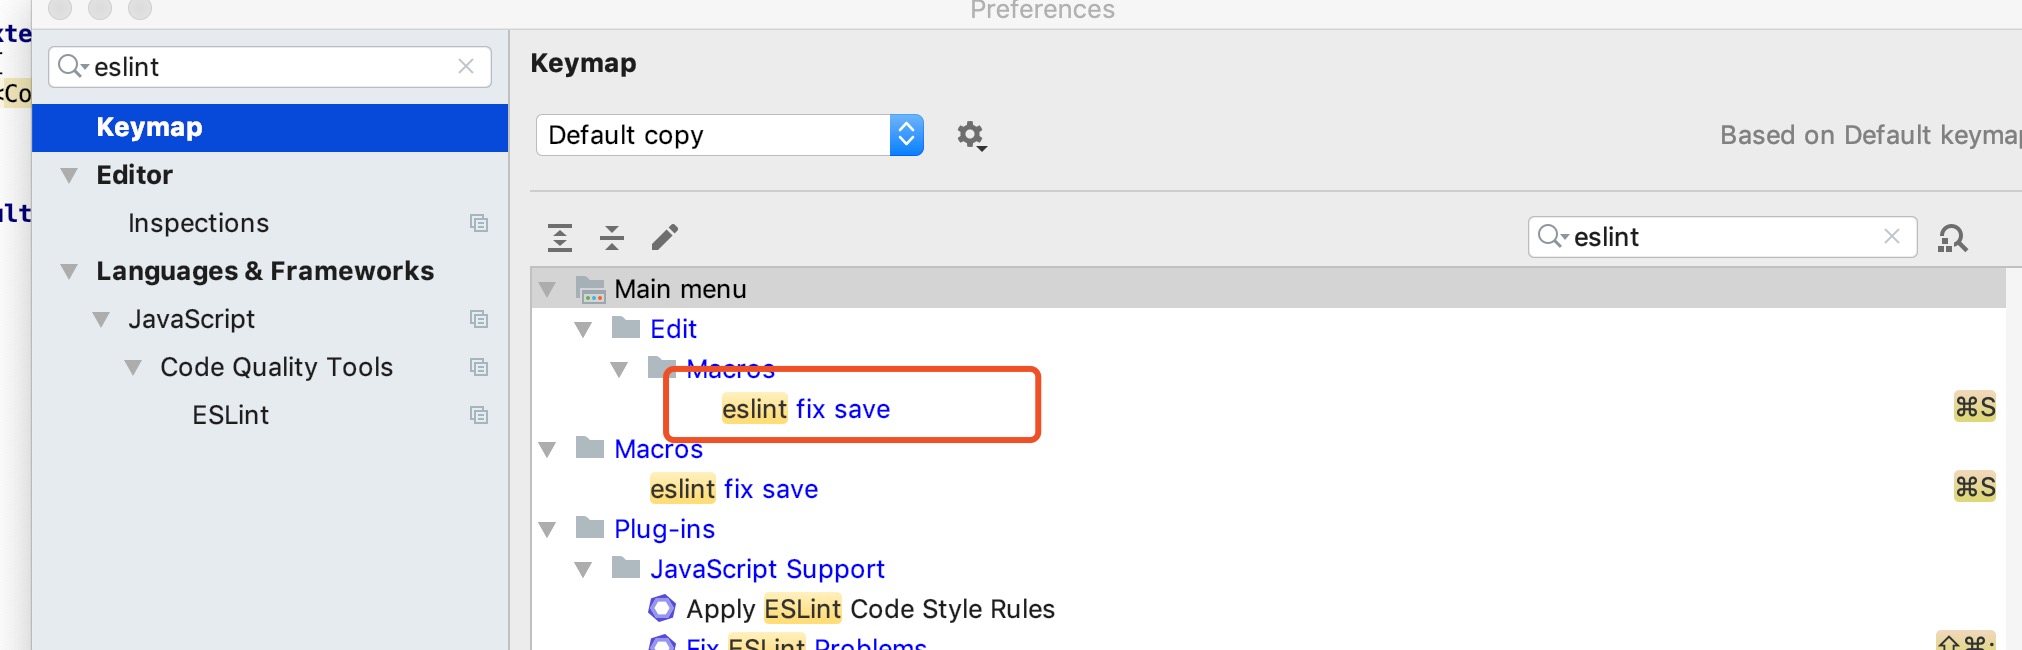 Preferences
eslint
Keymap
Editor
Inspections
Languages & Frameworks
JavaScript
Code Quality Tools
ESLint
Keymap
Default copy
Based on Default keymap
eslint
Main menu
Edit
Macros
eslint fix save ⌘S
Macros
eslint fix save ⌘S
Plug-ins
JavaScript Support
Apply ESLint Code Style Rules
Fix ESLint Problems